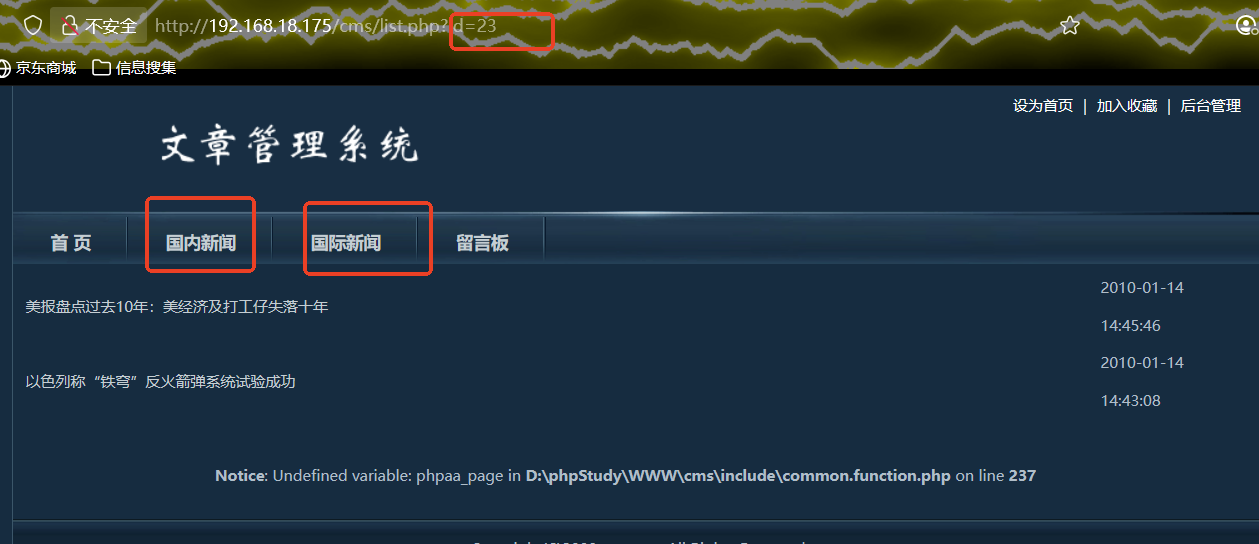 不安全 http://192.168.18.175/cms/list.php?id=23
京东商城 信息搜集
设为首页 | 加入收藏 | 后台管理
文章管理系统
首 页 国内新闻 国际新闻 留言板
美报盘点过去10年：美经济及打工仔失落十年 2010-01-14
14:45:46
以色列称“铁穹”反火箭弹系统试验成功 2010-01-14
14:43:08
Notice: Undefined variable: phpaa_page in D:\phpStudy\WWW\cms\include\common.function.php on line 237